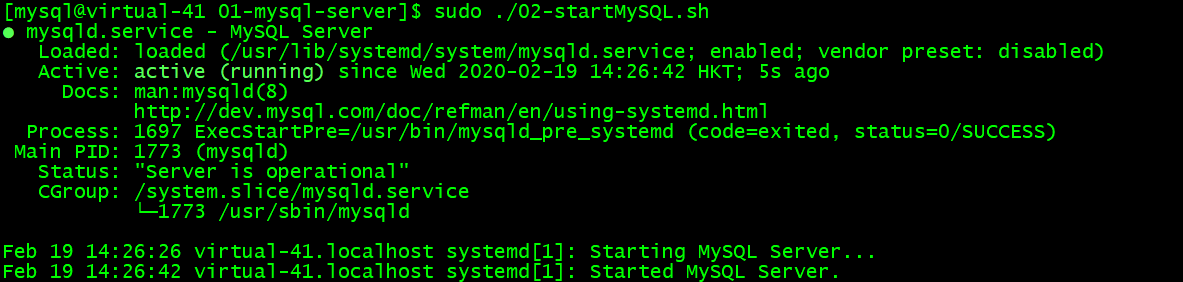 [mysql@virtual-41 01-mysql-server]$ sudo ./02-startMySQL.sh
● mysqld.service - MySQL Server
   Loaded: loaded (/usr/lib/systemd/system/mysqld.service; enabled; vendor preset: disabled)
   Active: active (running) since Wed 2020-02-19 14:26:42 HKT; 5s ago
     Docs: man:mysqld(8)
           http://dev.mysql.com/doc/refman/en/using-systemd.html
  Process: 1697 ExecStartPre=/usr/bin/mysqld_pre_systemd (code=exited, status=0/SUCCESS)
 Main PID: 1773 (mysqld)
   Status: "Server is operational"
   CGroup: /system.slice/mysqld.service
           └─1773 /usr/sbin/mysqld

Feb 19 14:26:26 virtual-41.localhost systemd[1]: Starting MySQL Server...
Feb 19 14:26:42 virtual-41.localhost systemd[1]: Started MySQL Server.